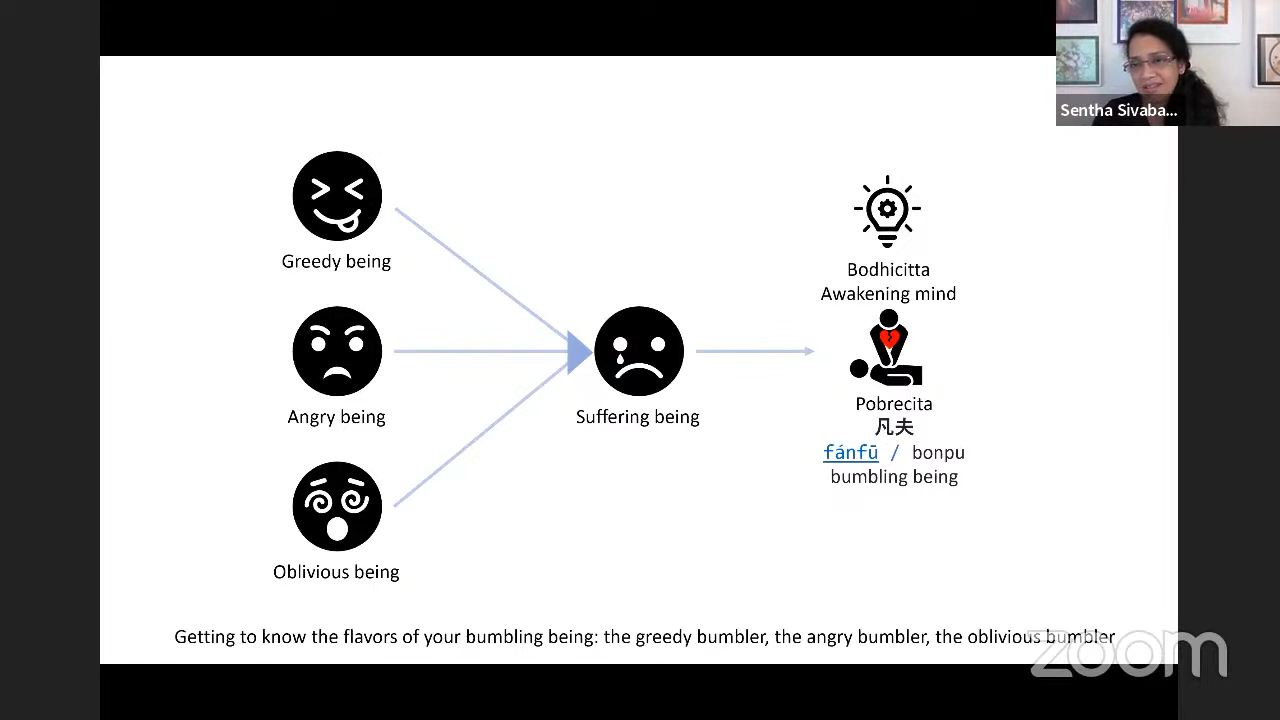 Sentha Sivaba...
Greedy being
Angry being
Oblivious being
Suffering being
Bodhicitta
Awakening mind
Pobrecita
凡夫
fánfū / bonpu
bumbling being
Getting to know the flavors of your bumbling being: the greedy bumbler, the angry bumbler, the oblivious bumbler
zoom